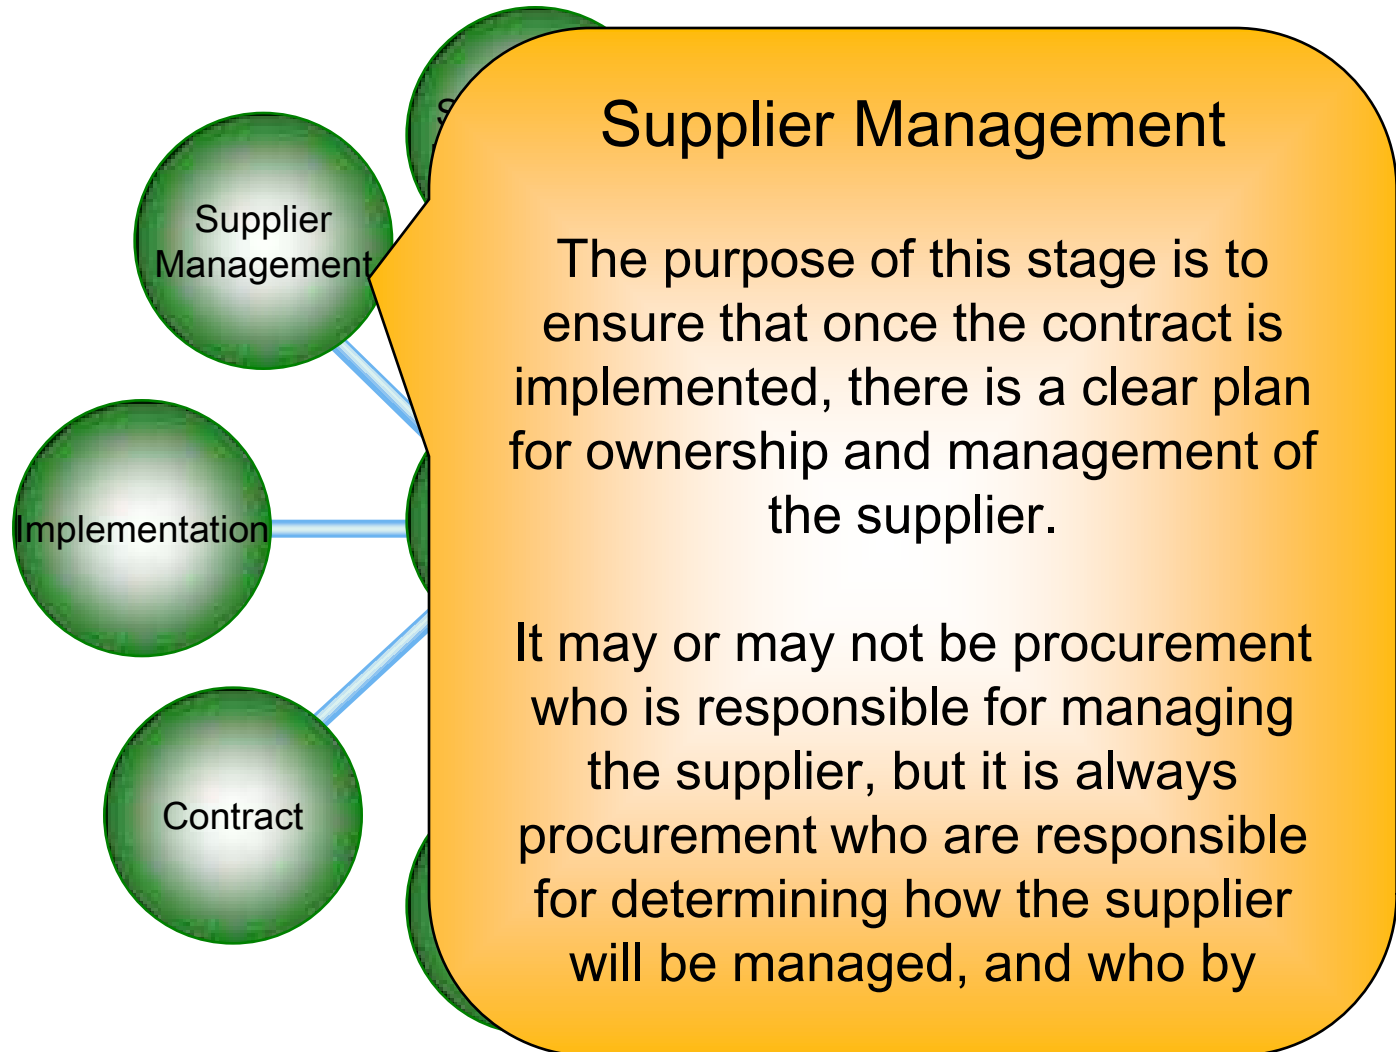 Supplier Management
The purpose of this stage is to
ensure that once the contract is
implemented, there is a clear plan
for ownership and management of
the supplier.
It may or may not be procurement
who is responsible for managing
the supplier, but it is always
procurement who are responsible
for determining how the supplier
will be managed, and who by
Supplier
Management
Implementation
Contract